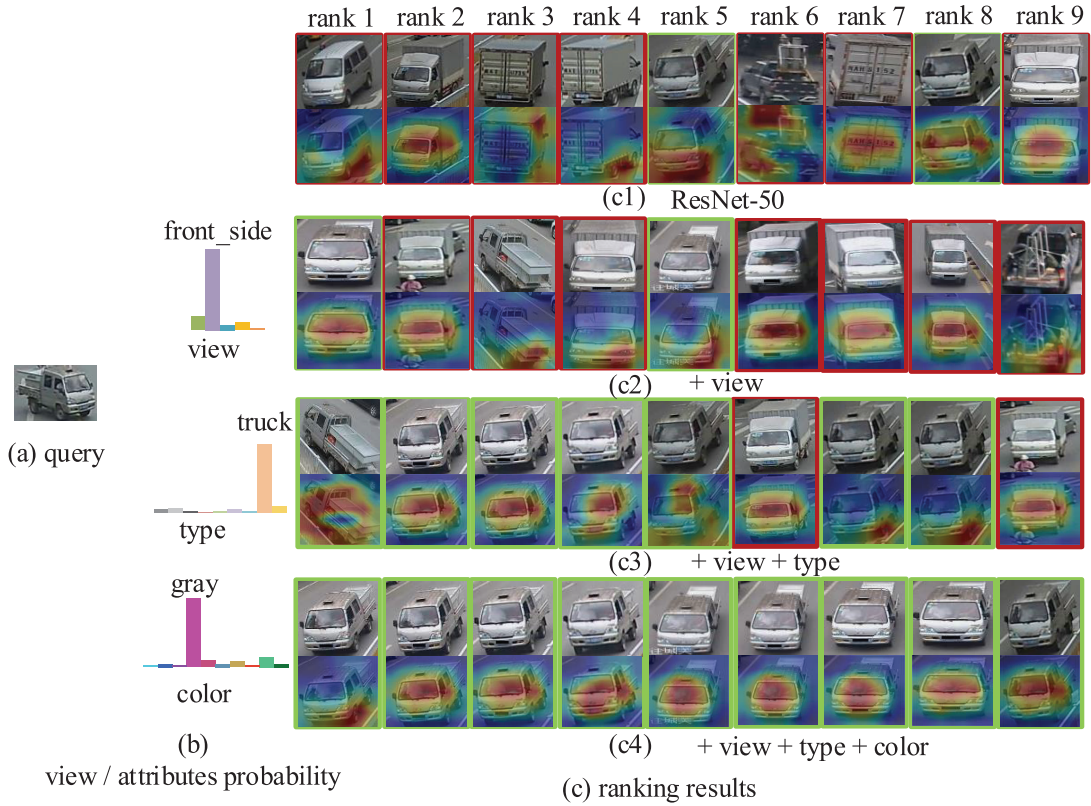 rank 1 rank 2 rank 3 rank 4 rank 5 rank 6 rank 7 rank 8 rank 9
(c1) ResNet-50
front_side
view
(c2) + view
(a) query
truck
type
(c3) + view + type
gray
color
(c4) + view + type + color
(b)
view / attributes probability
(c) ranking results